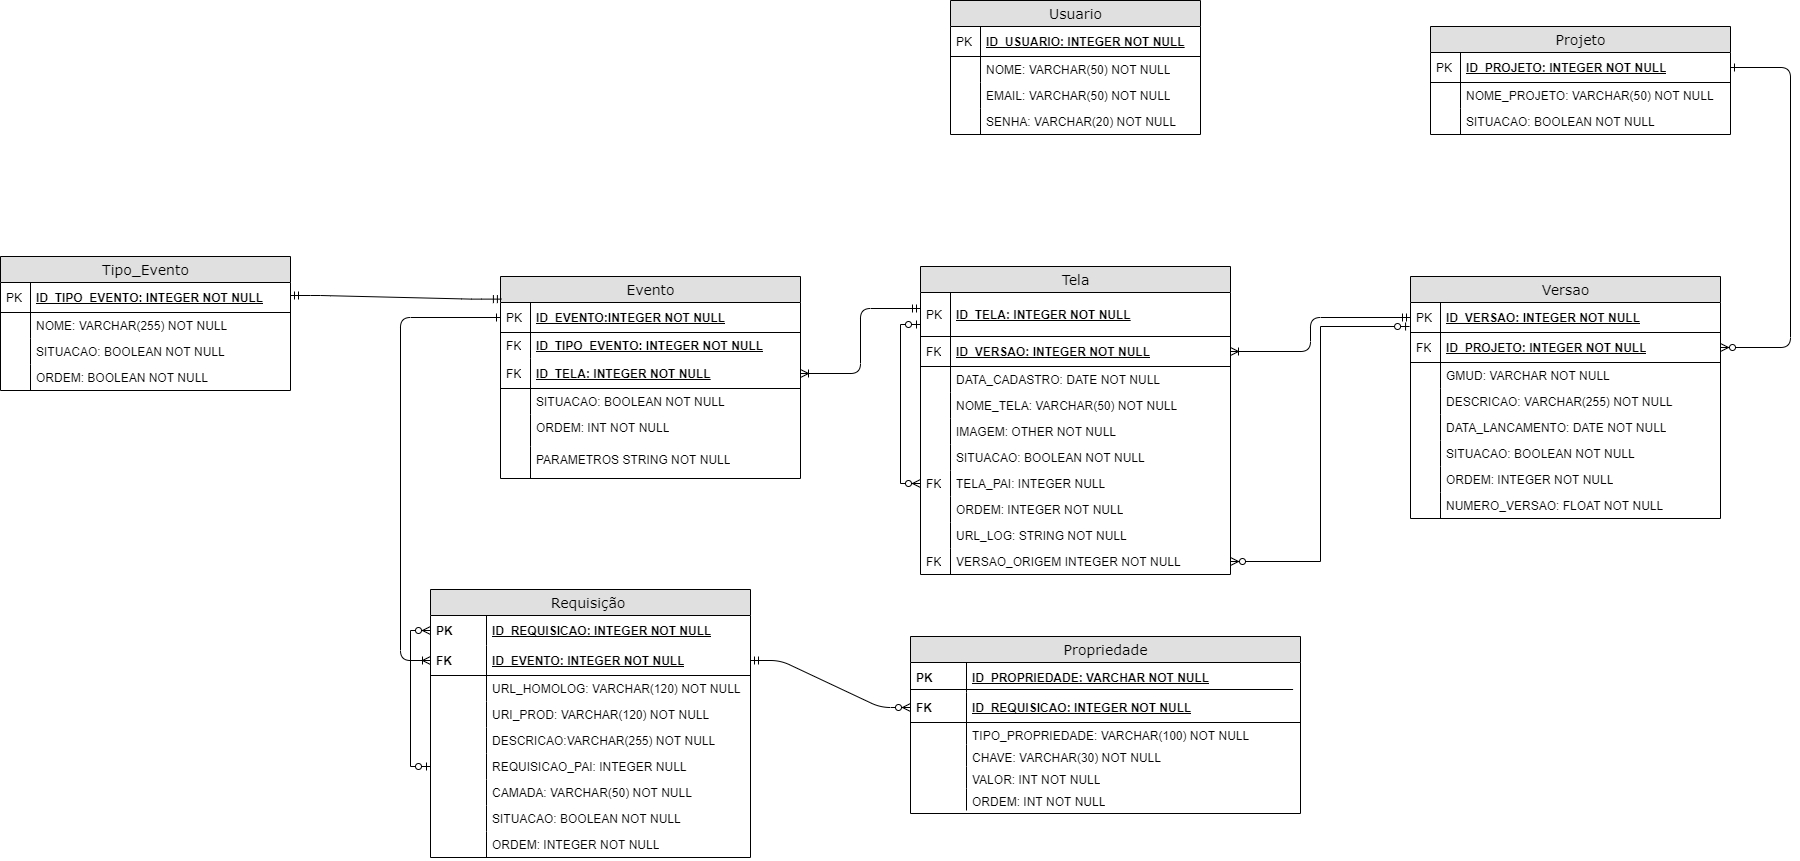 Usuario
PK ID_USUARIO: INTEGER NOT NULL
NOME: VARCHAR(50) NOT NULL
EMAIL: VARCHAR(50) NOT NULL
SENHA: VARCHAR(20) NOT NULL
Projeto
PK ID_PROJETO: INTEGER NOT NULL
NOME_PROJETO: VARCHAR(50) NOT NULL
SITUACAO: BOOLEAN NOT NULL
Tipo_Evento
PK ID_TIPO_EVENTO: INTEGER NOT NULL
NOME: VARCHAR(255) NOT NULL
SITUACAO: BOOLEAN NOT NULL
ORDEM: BOOLEAN NOT NULL
Evento
PK ID_EVENTO:INTEGER NOT NULL
FK ID_TIPO_EVENTO: INTEGER NOT NULL
FK ID_TELA: INTEGER NOT NULL
SITUACAO: BOOLEAN NOT NULL
ORDEM: INT NOT NULL
PARAMETROS STRING NOT NULL
Tela
PK ID_TELA: INTEGER NOT NULL
FK ID_VERSAO: INTEGER NOT NULL
DATA_CADASTRO: DATE NOT NULL
NOME_TELA: VARCHAR(50) NOT NULL
IMAGEM: OTHER NOT NULL
SITUACAO: BOOLEAN NOT NULL
FK TELA_PAI: INTEGER NULL
ORDEM: INTEGER NOT NULL
URL_LOG: STRING NOT NULL
FK VERSAO_ORIGEM INTEGER NOT NULL
Versao
PK ID_VERSAO: INTEGER NOT NULL
FK ID_PROJETO: INTEGER NOT NULL
GMUD: VARCHAR NOT NULL
DESCRICAO: VARCHAR(255) NOT NULL
DATA_LANCAMENTO: DATE NOT NULL
SITUACAO: BOOLEAN NOT NULL
ORDEM: INTEGER NOT NULL
NUMERO_VERSAO: FLOAT NOT NULL
Requisição
PK ID_REQUISICAO: INTEGER NOT NULL
FK ID_EVENTO: INTEGER NOT NULL
URL_HOMOLOG: VARCHAR(120) NOT NULL
URI_PROD: VARCHAR(120) NOT NULL
DESCRICAO:VARCHAR(255) NOT NULL
REQUISICAO_PAI: INTEGER NULL
CAMADA: VARCHAR(50) NOT NULL
SITUACAO: BOOLEAN NOT NULL
ORDEM: INTEGER NOT NULL
Propriedade
PK ID_PROPRIEDADE: VARCHAR NOT NULL
FK ID_REQUISICAO: INTEGER NOT NULL
TIPO_PROPRIEDADE: VARCHAR(100) NOT NULL
CHAVE: VARCHAR(30) NOT NULL
VALOR: INT NOT NULL
ORDEM: INT NOT NULL